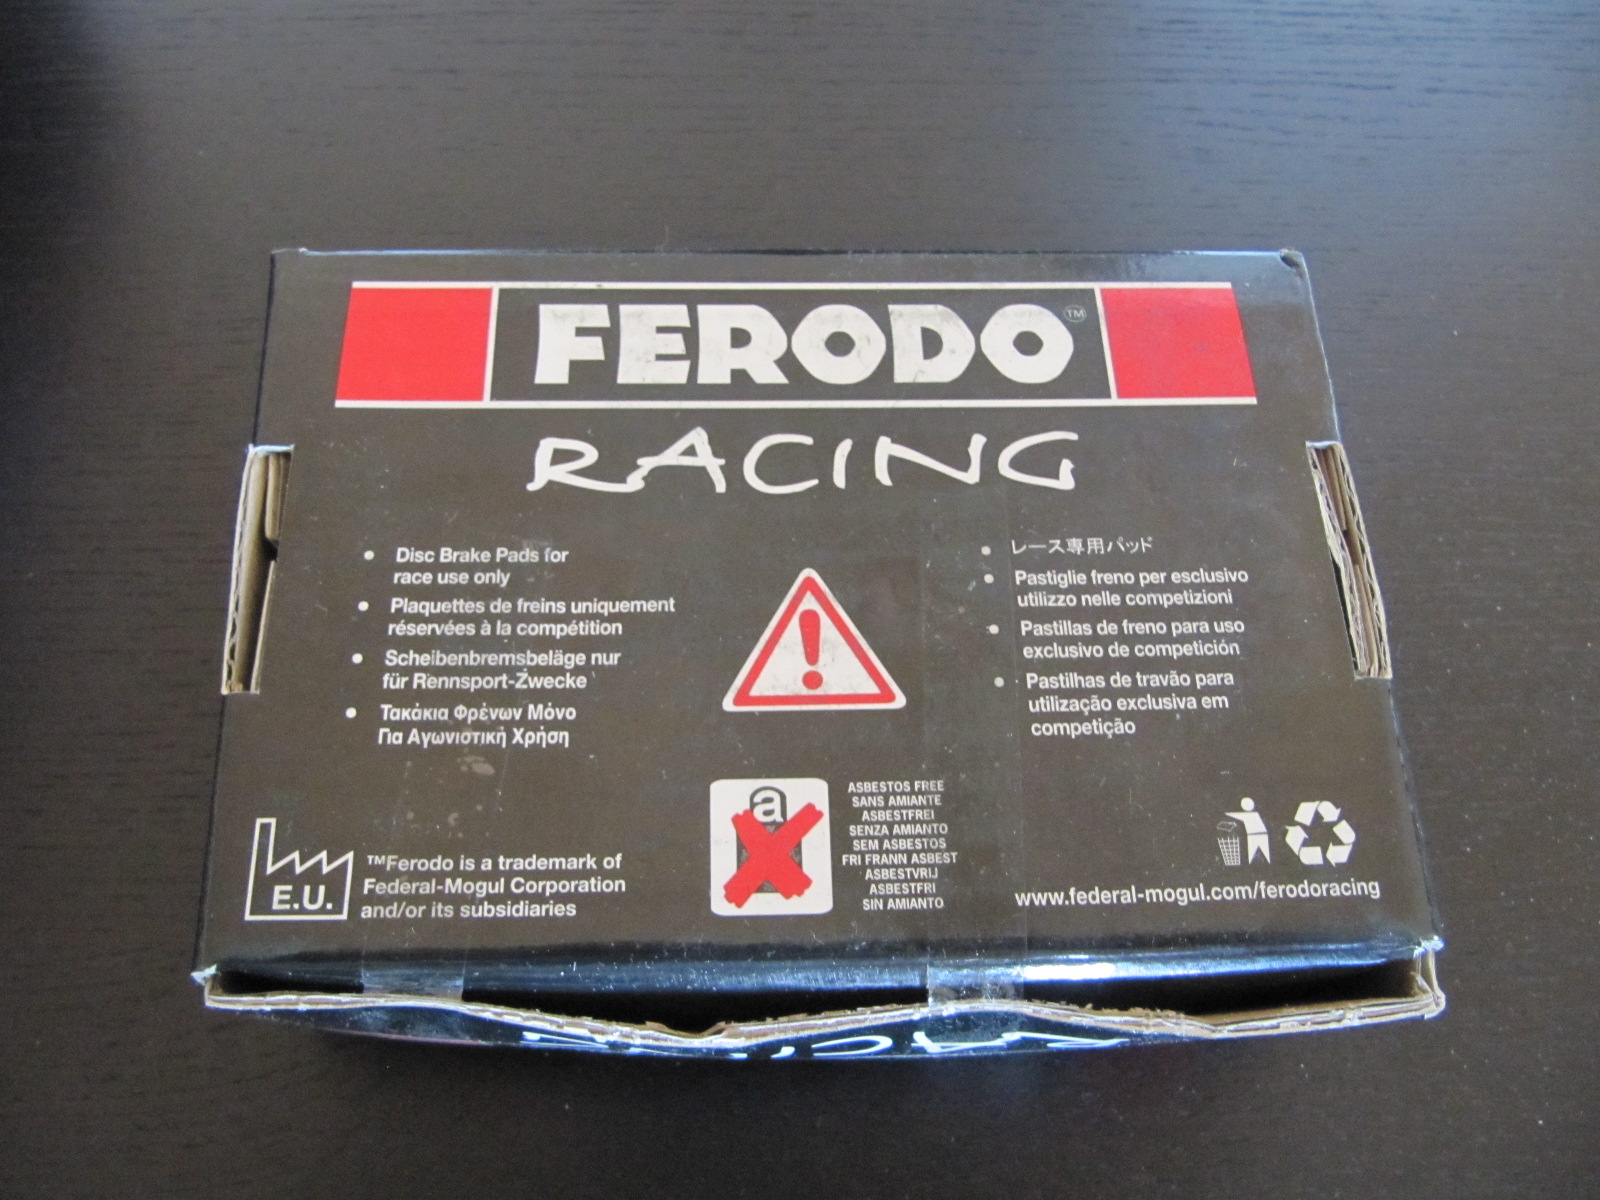 FERODO™
RACING
• Disc Brake Pads for
race use only
• Plaquettes de freins uniquement
réservées à la compétition
• Scheibenbremsbeläge nur
für Rennsport-Zwecke
• Τακάκια Φρένων Μόνο
Για Αγωνιστική Χρήση
• レース専用パッド
• Pastiglie freno per esclusivo
utilizzo nelle competizioni
• Pastillas de freno para uso
exclusivo de competición
• Pastilhas de travão para
utilização exclusiva em
competição
E.U.
™Ferodo is a trademark of
Federal-Mogul Corporation
and/or its subsidiaries
a
ASBESTOS FREE
SANS AMIANTE
ASBESTFREI
SENZA AMIANTO
SEM ASBESTOS
FRI FRANN ASBEST
ASBESTVRIJ
ASBESTFRI
SIN AMIANTO
www.federal-mogul.com/ferodoracing
RACING